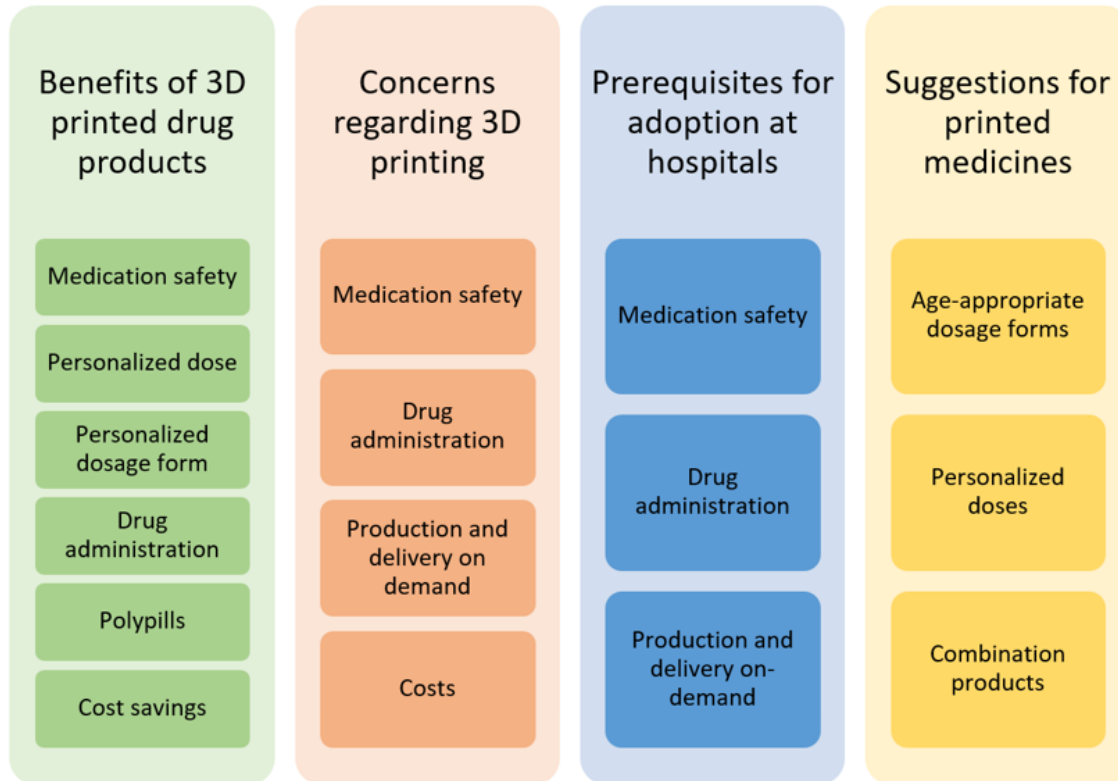 Benefits of 3D
printed drug
products
Medication safety
Personalized dose
Personalized
dosage form
Drug
administration
Polypills
Cost savings
Concerns
regarding 3D
printing
Medication safety
Drug
administration
Production and
delivery on
demand
Costs
Prerequisites for
adoption at
hospitals
Medication safety
Drug
administration
Production and
delivery on-
demand
Suggestions for
printed
medicines
Age-appropriate
dosage forms
Personalized
doses
Combination
products